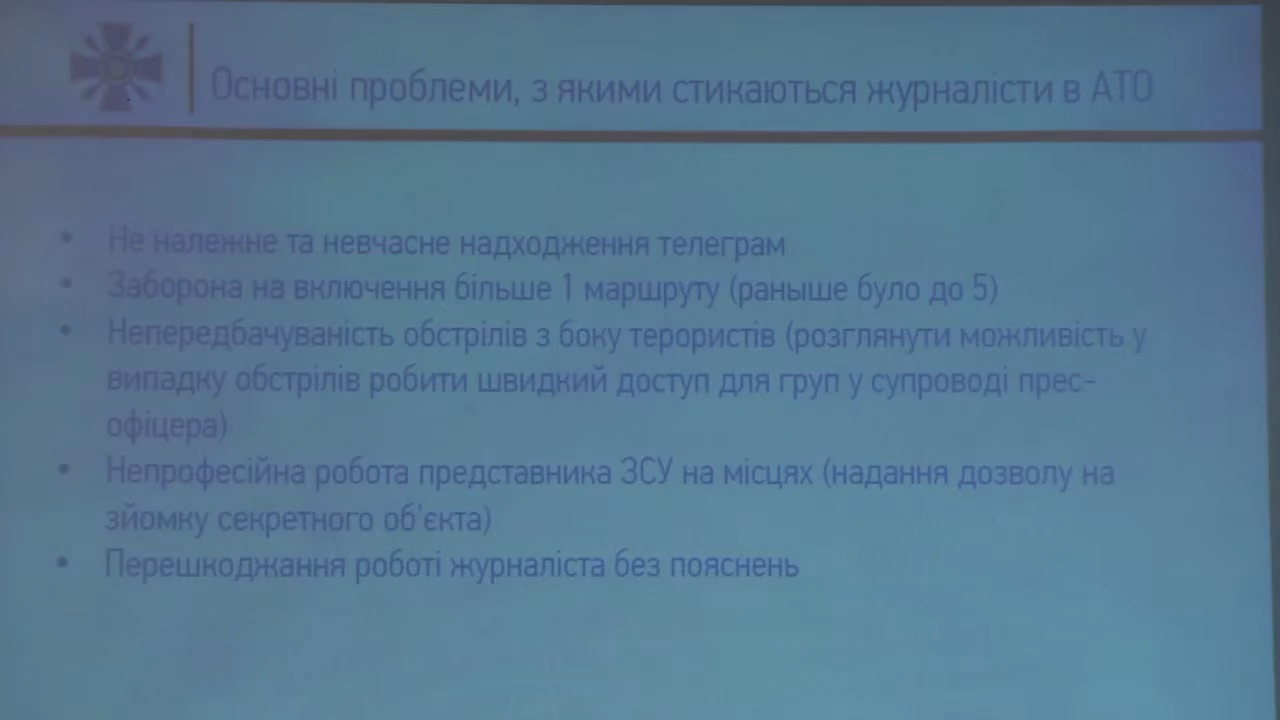 Основні проблеми, з якими стикаються журналісти в АТО
• Не належне та невчасне надходження телеграм
• Заборона на включення більше 1 маршруту (раныше було до 5)
• Непередбачуваність обстрілів з боку терористів (розглянути можливість у
випадку обстрілів робити швидкий доступ для груп у супроводі прес-
офіцера)
• Непрофесійна робота представника ЗСУ на місцях (надання дозволу на
зйомку секретного об'єкта)
• Перешкоджання роботі журналіста без пояснень